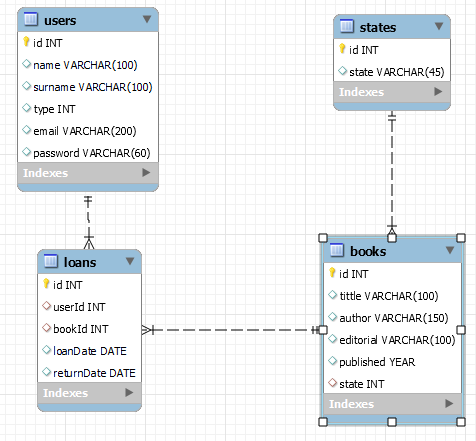 users
id INT
name VARCHAR(100)
surname VARCHAR(100)
type INT
email VARCHAR(200)
password VARCHAR(60)
Indexes
states
id INT
state VARCHAR(45)
Indexes
loans
id INT
userId INT
bookId INT
loanDate DATE
returnDate DATE
Indexes
books
id INT
tittle VARCHAR(100)
author VARCHAR(150)
editorial VARCHAR(100)
published YEAR
state INT
Indexes